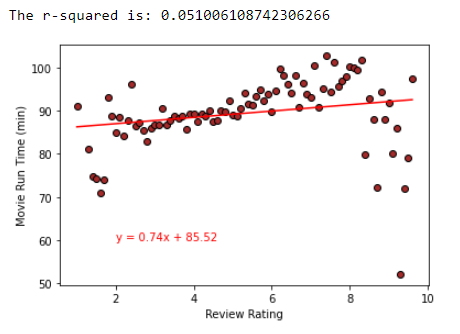 The r-squared is: 0.051006108742306266
100
90
80
70
60
50
Movie Run Time (min)
y = 0.74x + 85.52
2
4
6
8
10
Review Rating